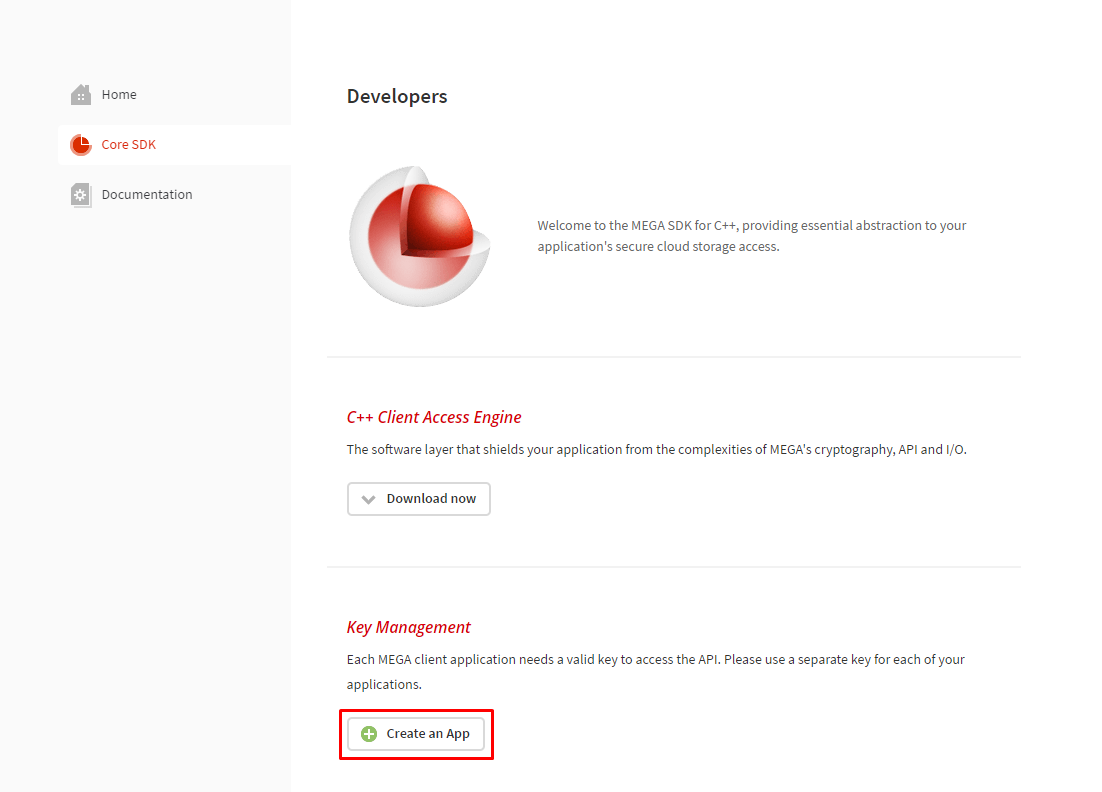 Home
Core SDK
Documentation
Developers
Welcome to the MEGA SDK for C++, providing essential abstraction to your
application's secure cloud storage access.
C++ Client Access Engine
The software layer that shields your application from the complexities of MEGA's cryptography, API and I/O.
Download now
Key Management
Each MEGA client application needs a valid key to access the API. Please use a separate key for each of your
applications.
Create an App